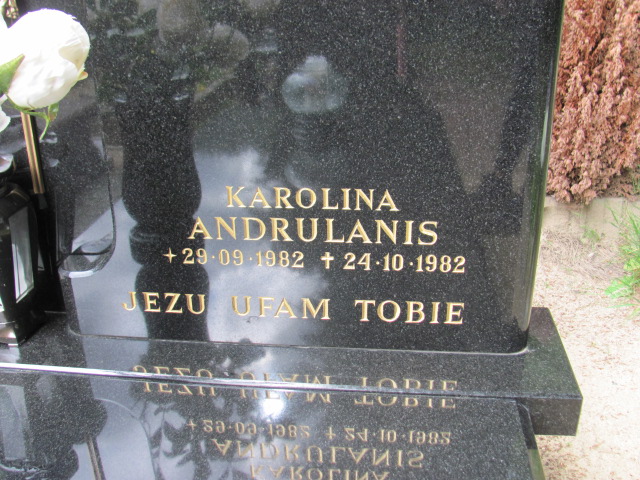 KAROLINA
ANDRULANIS
✦29·09·1982 ✝24·10·1982
JEZU UFAM TOBIE